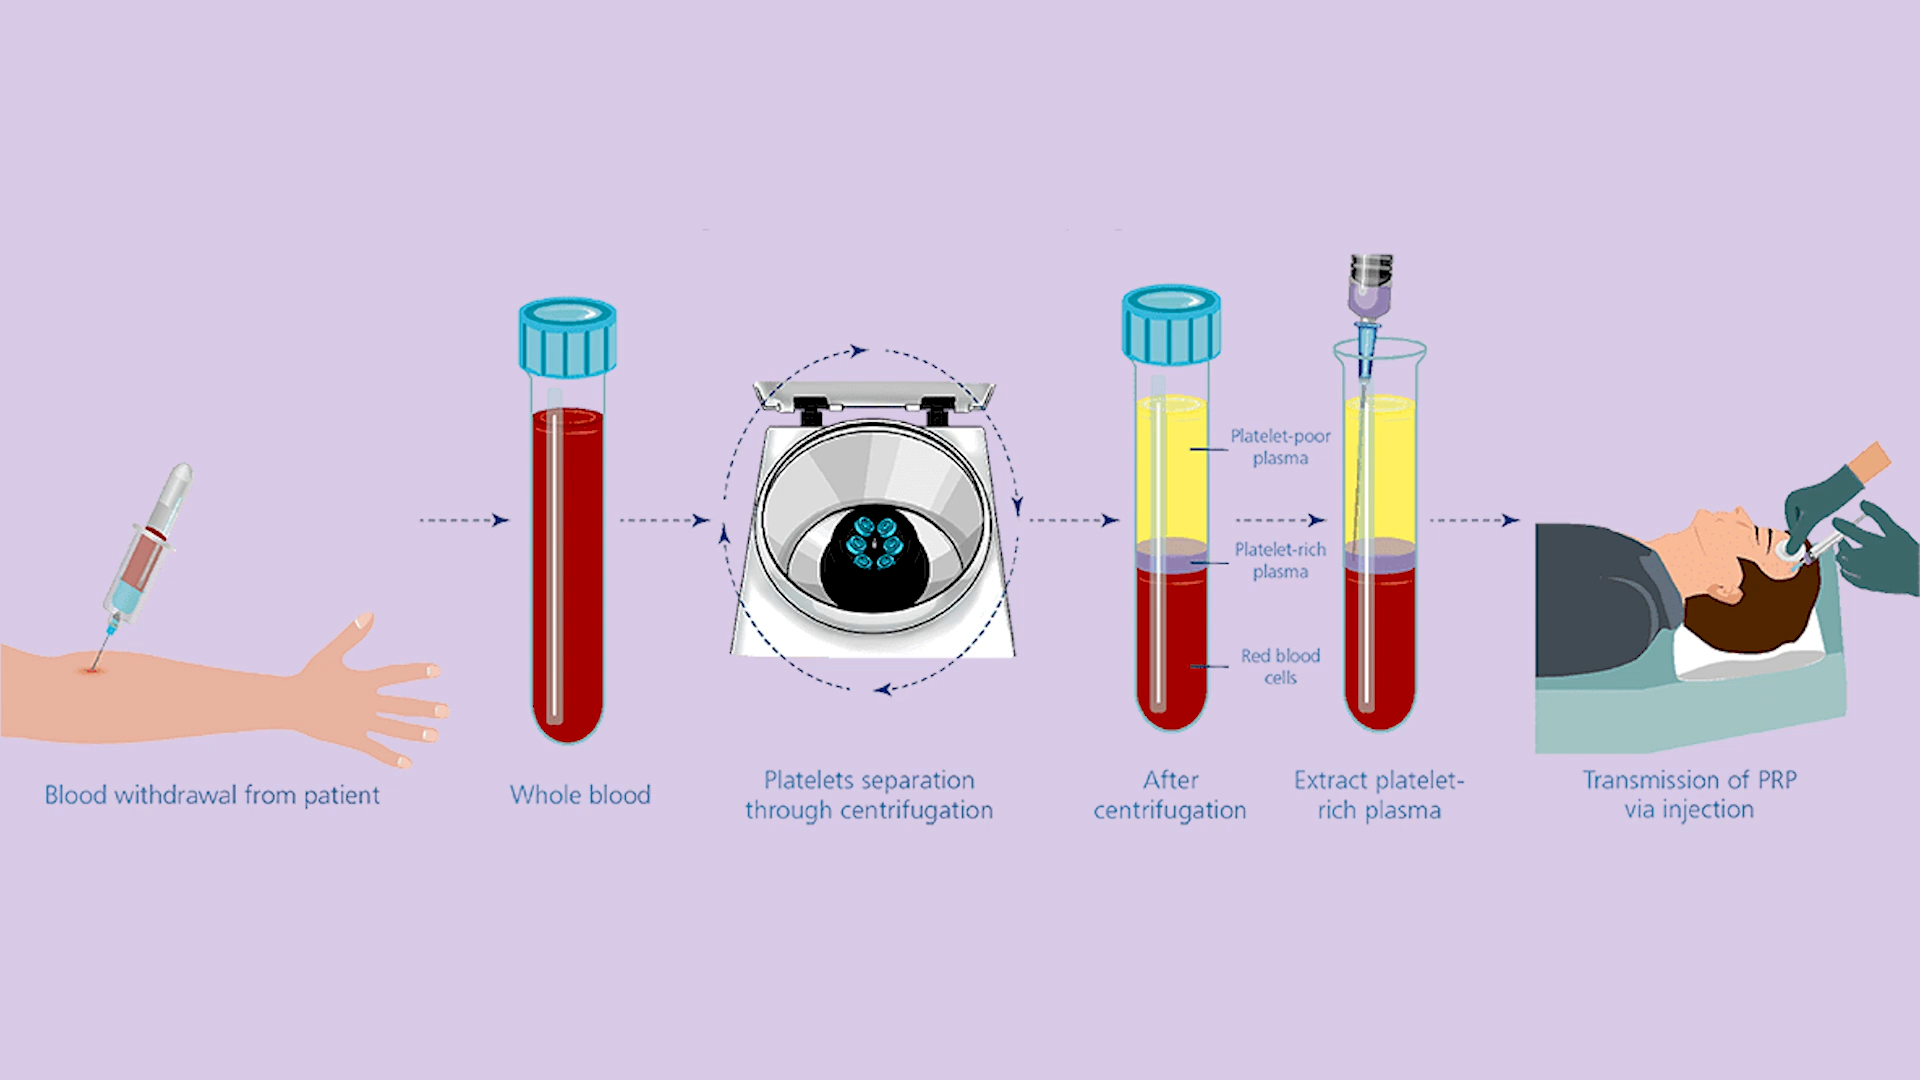 Platelet-poor
plasma
Platelet-rich
plasma
Red blood
cells
Blood withdrawal from patient
Whole blood
Platelets separation
through centrifugation
After
centrifugation
Extract platelet-
rich plasma
Transmission of PRP
via injection